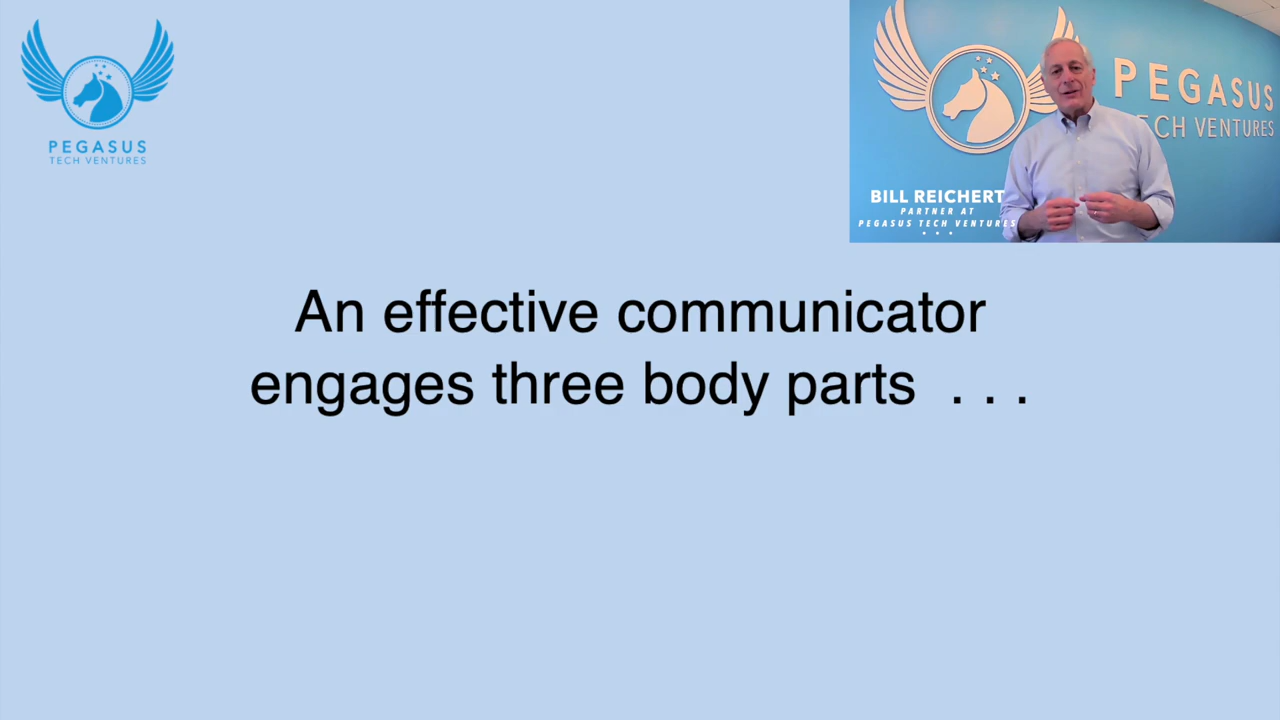 PEGASUS
TECH VENTURES
PEGASUS
TECH VENTURES
BILL REICHERT
PARTNER AT
PEGASUS TECH VENTURES
An effective communicator
engages three body parts . . .